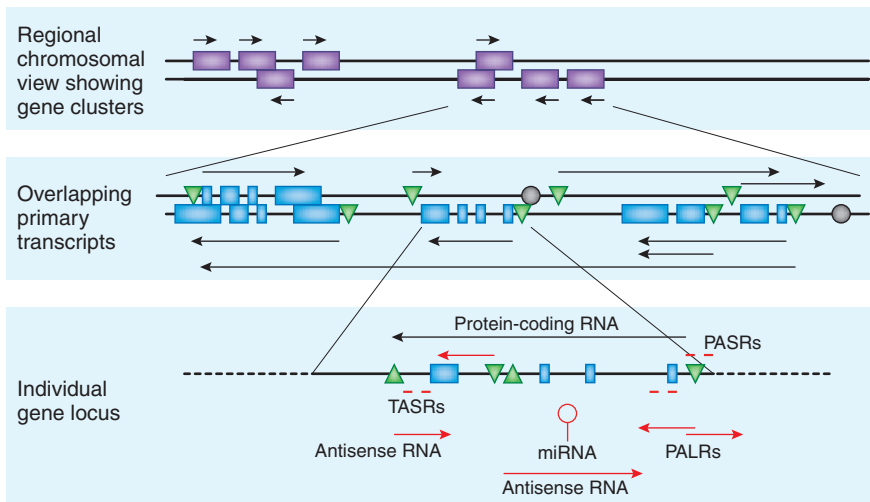 Regional
chromosomal
view showing
gene clusters
Overlapping
primary
transcripts
Individual
gene locus
Protein-coding RNA
PASRs
TASRs
Antisense RNA
miRNA
PALRs
Antisense RNA